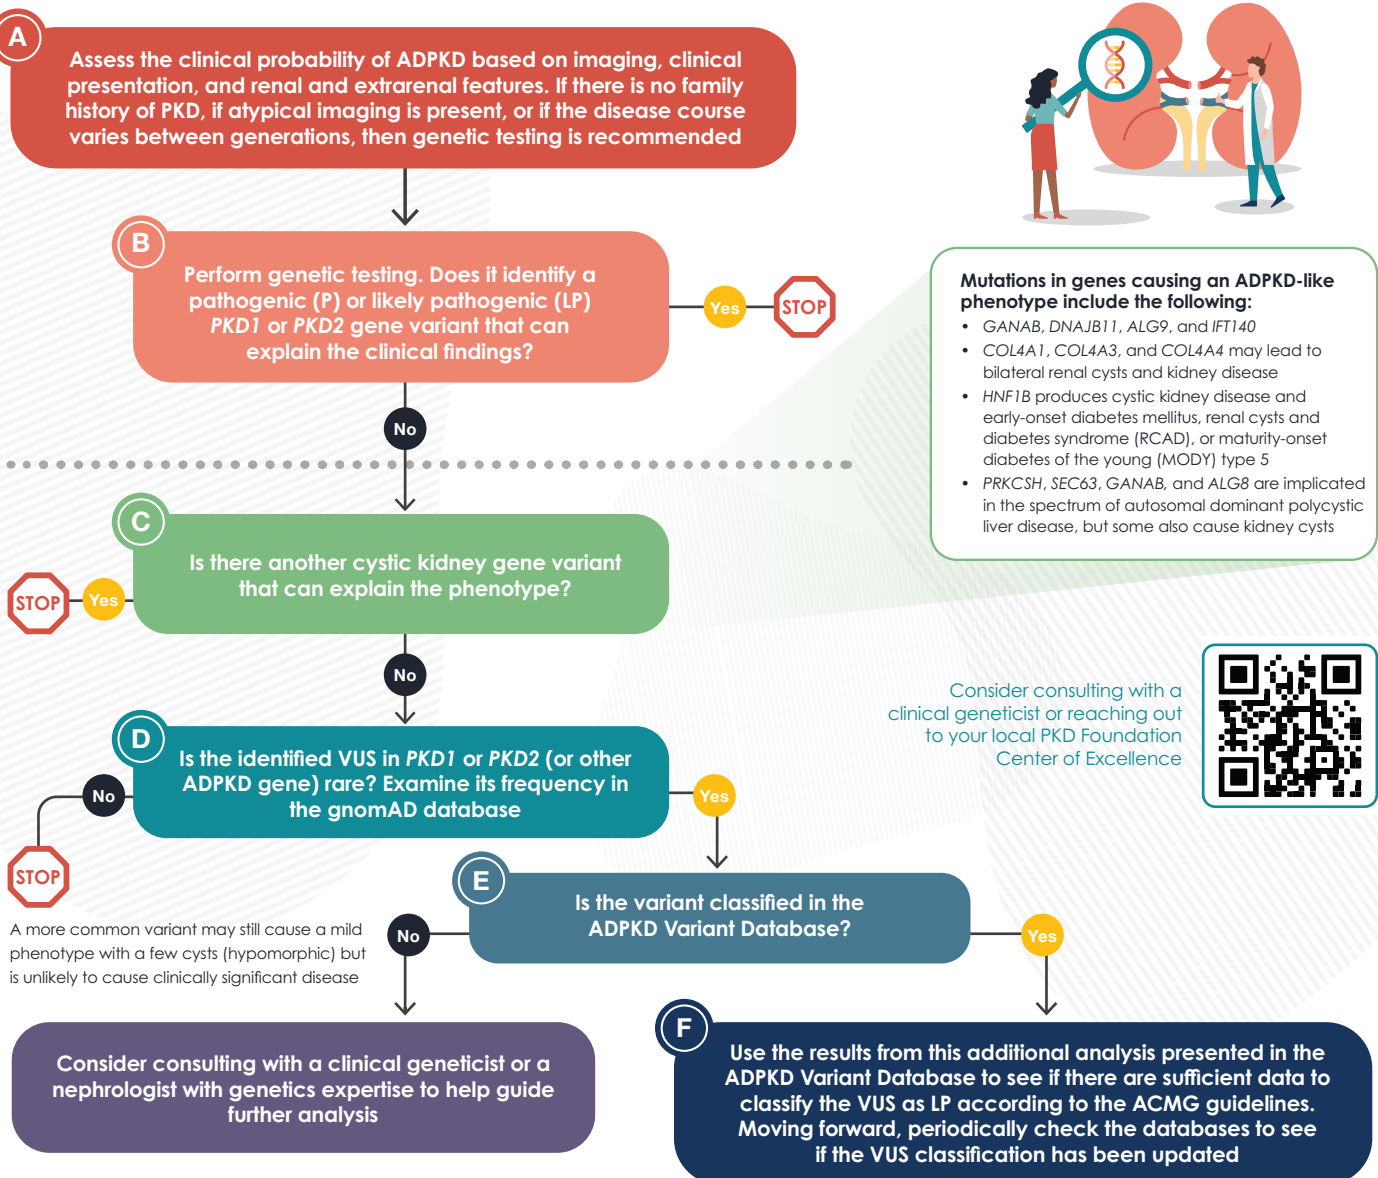 A
Assess the clinical probability of ADPKD based on imaging, clinical
presentation, and renal and extrarenal features. If there is no family
history of PKD, if atypical imaging is present, or if the disease course
varies between generations, then genetic testing is recommended
B
Perform genetic testing. Does it identify a
pathogenic (P) or likely pathogenic (LP)
PKD1 or PKD2 gene variant that can
explain the clinical findings?
Yes
STOP
No
Mutations in genes causing an ADPKD-like
phenotype include the following:
• GANAB, DNAJB11, ALG9, and IFT140
• COL4A1, COL4A3, and COL4A4 may lead to
bilateral renal cysts and kidney disease
• HNF1B produces cystic kidney disease and
early-onset diabetes mellitus, renal cysts and
diabetes syndrome (RCAD), or maturity-onset
diabetes of the young (MODY) type 5
• PRKCSH, SEC63, GANAB, and ALG8 are implicated
in the spectrum of autosomal dominant polycystic
liver disease, but some also cause kidney cysts
C
Is there another cystic kidney gene variant
that can explain the phenotype?
Yes
STOP
No
Consider consulting with a
clinical geneticist or reaching out
to your local PKD Foundation
Center of Excellence
D
Is the identified VUS in PKD1 or PKD2 (or other
ADPKD gene) rare? Examine its frequency in
the gnomAD database
No
STOP
Yes
A more common variant may still cause a mild
phenotype with a few cysts (hypomorphic) but
is unlikely to cause clinically significant disease
E
Is the variant classified in the
ADPKD Variant Database?
No
Yes
Consider consulting with a clinical geneticist or a
nephrologist with genetics expertise to help guide
further analysis
F
Use the results from this additional analysis presented in the
ADPKD Variant Database to see if there are sufficient data to
classify the VUS as LP according to the ACMG guidelines.
Moving forward, periodically check the databases to see
if the VUS classification has been updated